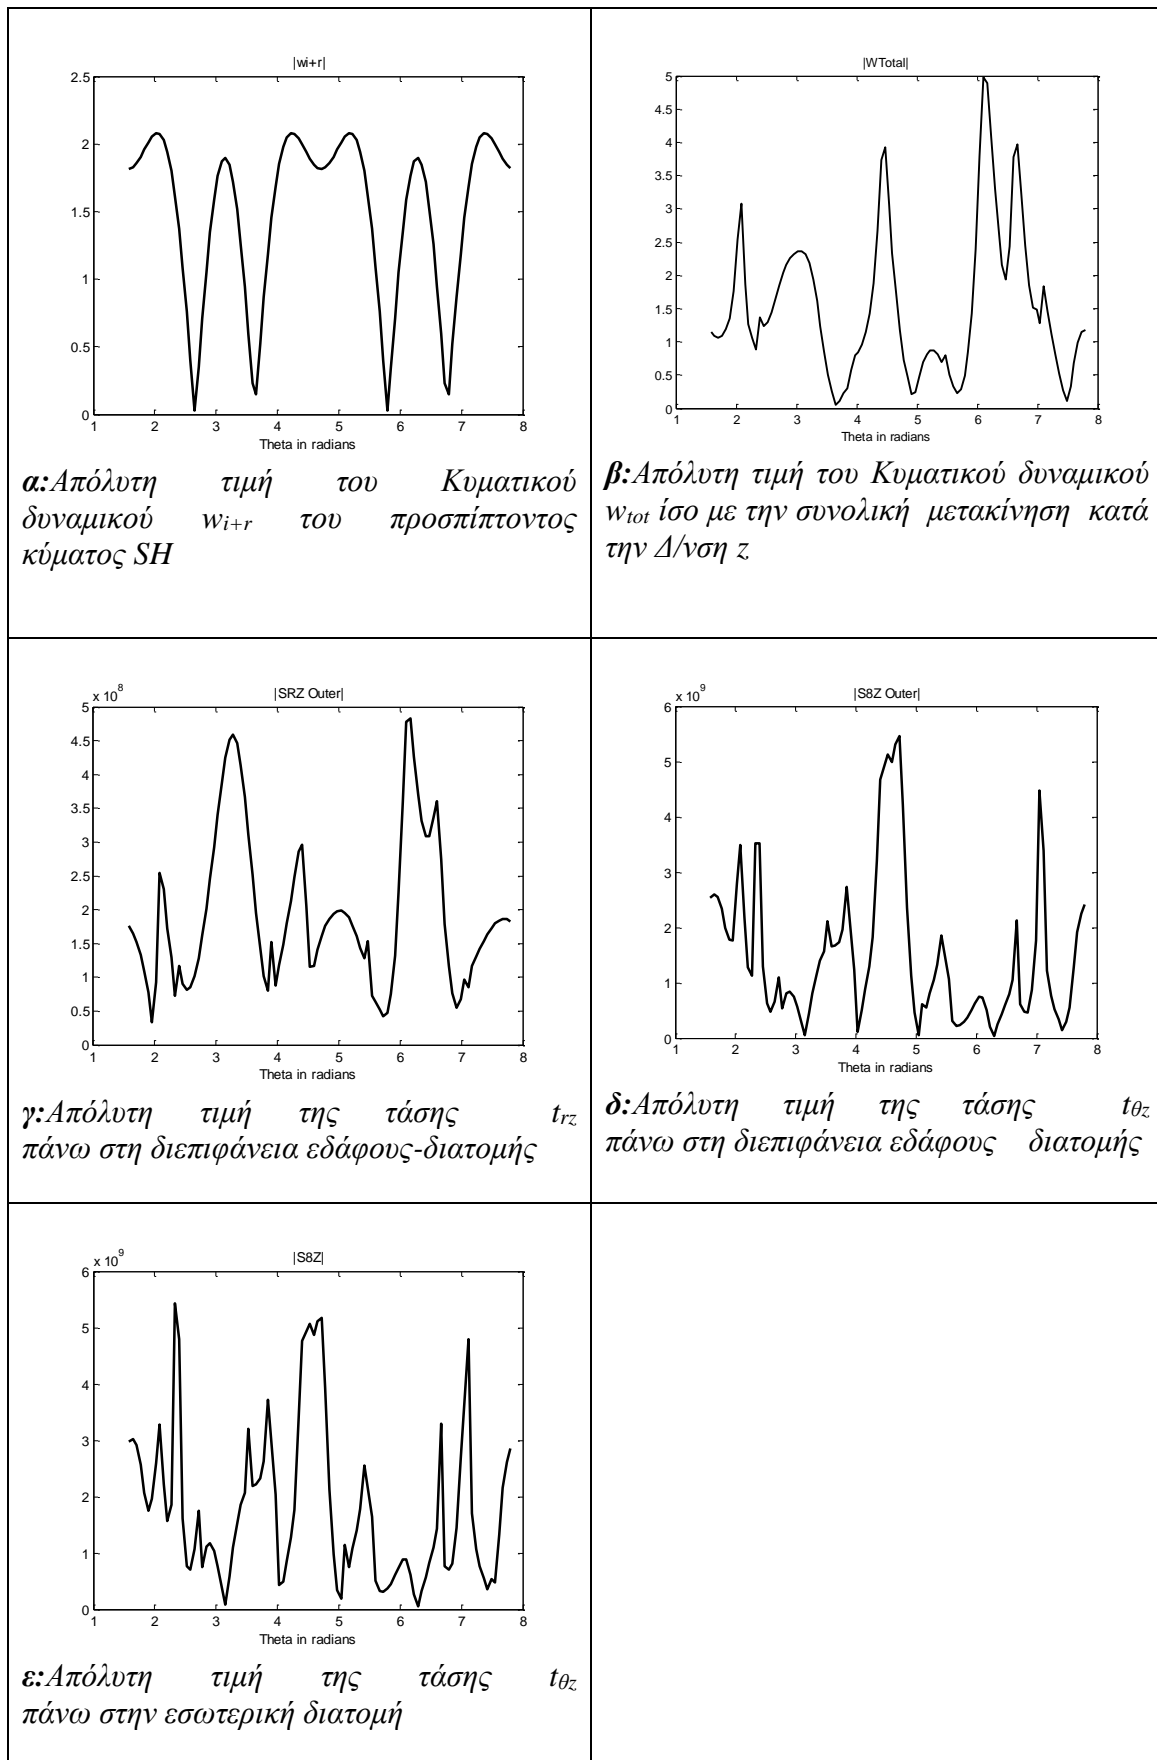 |wi+r|
2.5
2
1.5
1
0.5
0
1 2 3 4 5 6 7 8
Theta in radians
α:Απόλυτη τιμή του Κυματικού
δυναμικού wi+r του προσπίπτοντος
κύματος SH
|WTotal|
5
4.5
4
3.5
3
2.5
2
1.5
1
0.5
0
1 2 3 4 5 6 7 8
Theta in radians
β:Απόλυτη τιμή του Κυματικού δυναμικού
wtot ίσο με την συνολική μετακίνηση κατά
την Δ/νση z
|SRZ Outer|
x 10^8
5
4.5
4
3.5
3
2.5
2
1.5
1
0.5
0
1 2 3 4 5 6 7 8
Theta in radians
γ:Απόλυτη τιμή της τάσης trz
πάνω στη διεπιφάνεια εδάφους-διατομής
|S8Z Outer|
x 10^9
6
5
4
3
2
1
0
1 2 3 4 5 6 7 8
Theta in radians
δ:Απόλυτη τιμή της τάσης tθz
πάνω στη διεπιφάνεια εδάφους διατομής
|S8Z|
x 10^9
6
5
4
3
2
1
0
1 2 3 4 5 6 7 8
Theta in radians
ε:Απόλυτη τιμή της τάσης tθz
πάνω στην εσωτερική διατομή